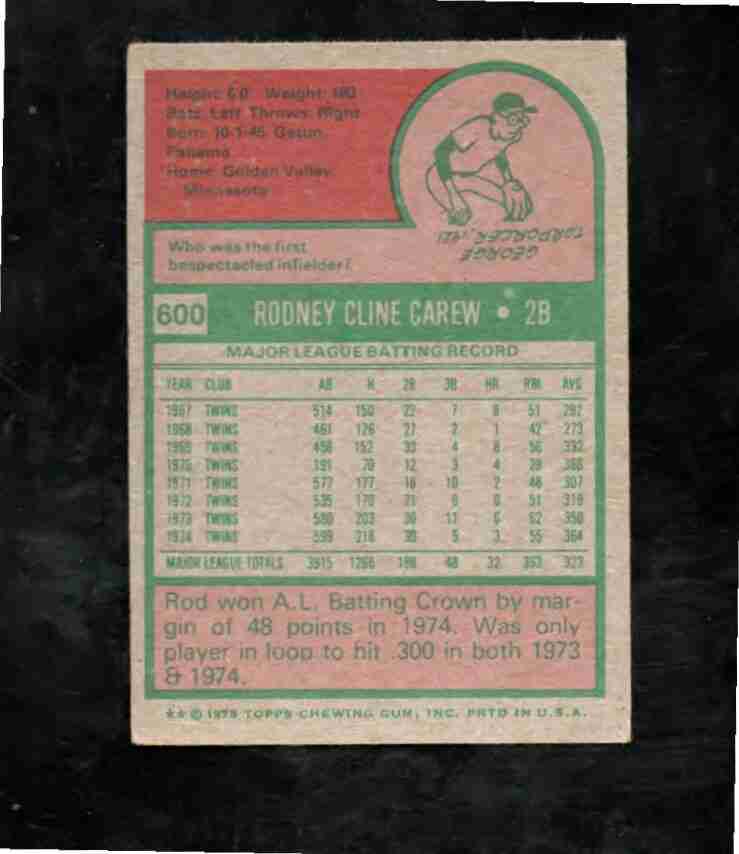 Height: 6'0 Weight: 180
Bats: Left Throws: Right
Born: 10-1-45 Gatun,
Panama
Home: Golden Valley,
Minnesota
Who was the first
bespectacled infielder?
GEORGE
TORPORCER, 1921
600 RODNEY CLINE CAREW • 2B
MAJOR LEAGUE BATTING RECORD
YEAR CLUB AB H 2B 3B HR RBI AVG
1967 TWINS 514 150 22 7 8 51 .292
1968 TWINS 461 126 27 2 1 42 .273
1969 TWINS 458 152 30 4 8 56 .332
1970 TWINS 191 70 12 3 4 28 .366
1971 TWINS 577 177 16 10 2 48 .307
1972 TWINS 535 170 21 6 0 51 .318
1973 TWINS 580 203 30 11 6 62 .350
1974 TWINS 599 218 30 5 3 55 .364
MAJOR LEAGUE TOTALS 3915 1266 188 48 32 393 .323
Rod won A.L. Batting Crown by mar-
gin of 48 points in 1974. Was only
player in loop to hit .300 in both 1973
& 1974.
** © 1975 TOPPS CHEWING GUM, INC. PRTD IN U.S.A.